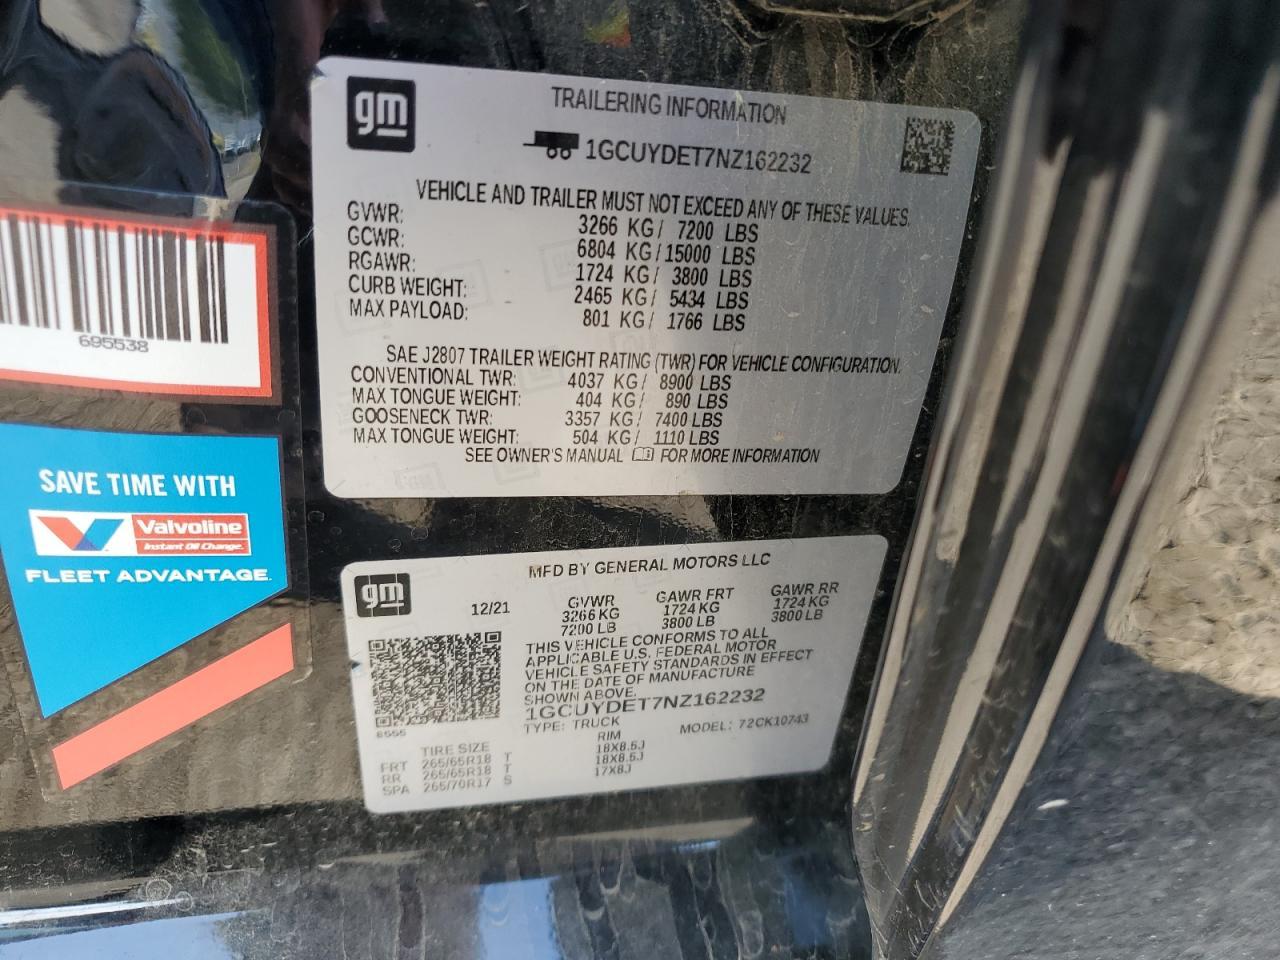 gm
TRAILERING INFORMATION
1GCUYDET7NZ162232
VEHICLE AND TRAILER MUST NOT EXCEED ANY OF THESE VALUES.
GVWR: 3266 KG / 7200 LBS
GCWR: 6804 KG / 15000 LBS
RGAWR: 1724 KG / 3800 LBS
CURB WEIGHT: 2465 KG / 5434 LBS
MAX PAYLOAD: 801 KG / 1766 LBS
SAE J2807 TRAILER WEIGHT RATING (TWR) FOR VEHICLE CONFIGURATION.
CONVENTIONAL TWR: 4037 KG / 8900 LBS
MAX TONGUE WEIGHT: 404 KG / 890 LBS
GOOSENECK TWR: 3357 KG / 7400 LBS
MAX TONGUE WEIGHT: 504 KG / 1110 LBS
SEE OWNER'S MANUAL FOR MORE INFORMATION
695538
SAVE TIME WITH
Valvoline
Instant Oil Change.
FLEET ADVANTAGE.
gm
MFD BY GENERAL MOTORS LLC
12/21 GVWR GAWR FRT GAWR RR
3266 KG 1724 KG 1724 KG
7200 LB 3800 LB 3800 LB
THIS VEHICLE CONFORMS TO ALL
APPLICABLE U.S. FEDERAL MOTOR
VEHICLE SAFETY STANDARDS IN EFFECT
ON THE DATE OF MANUFACTURE
SHOWN ABOVE.
1GCUYDET7NZ162232
TYPE: TRUCK MODEL: 72CK10743
TIRE SIZE RIM
FRT 265/65R18 T 18X8.5J
RR 265/65R18 T 18X8.5J
SPA 265/70R17 S 17X8J